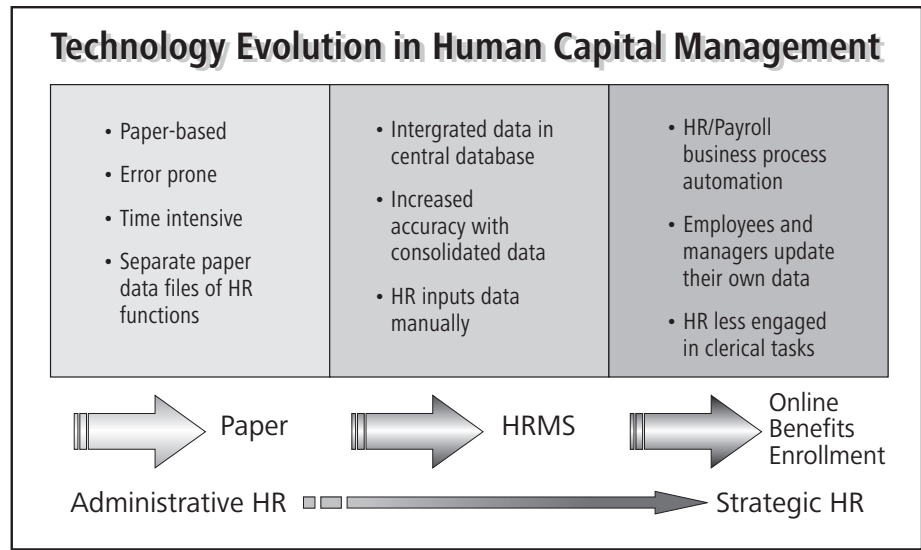 Technology Evolution in Human Capital Management
• Paper-based
• Error prone
• Time intensive
• Separate paper
data files of HR
functions
• Intergrated data in
central database
• Increased
accuracy with
consolidated data
• HR inputs data
manually
• HR/Payroll
business process
automation
• Employees and
managers update
their own data
• HR less engaged
in clerical tasks
Paper
HRMS
Online
Benefits
Enrollment
Administrative HR
Strategic HR